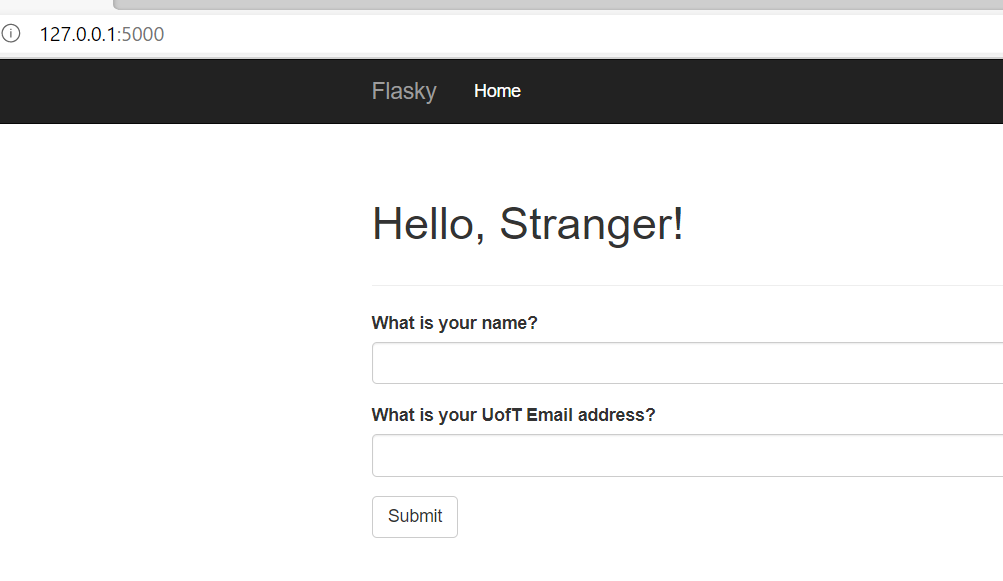 127.0.0.1:5000
Flasky Home
Hello, Stranger!
What is your name?
What is your UofT Email address?
Submit